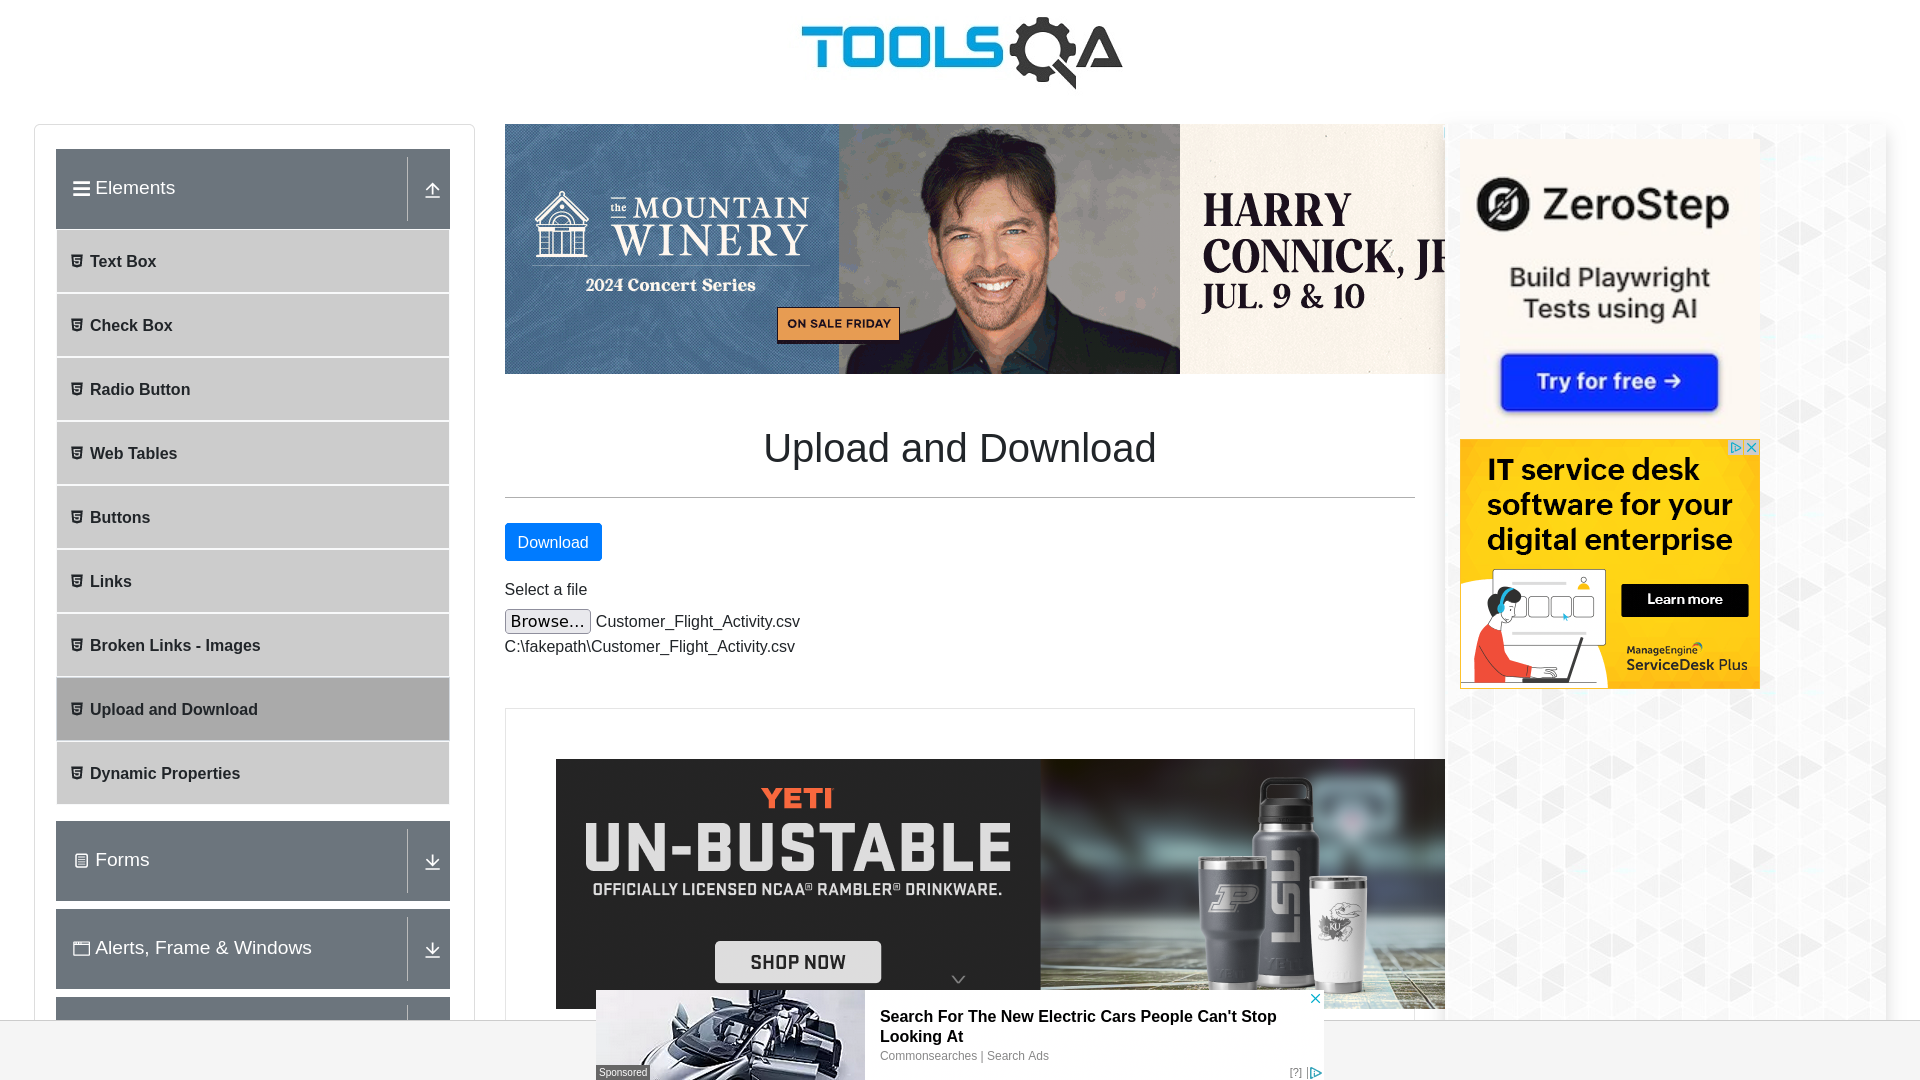 TOOLSQA
Elements
Text Box
Check Box
Radio Button
Web Tables
Buttons
Links
Broken Links - Images
Upload and Download
Dynamic Properties
Forms
Alerts, Frame & Windows
the MOUNTAIN
WINERY
2024 Concert Series
ON SALE FRIDAY
HARRY
CONNICK, JR
JUL. 9 & 10
Upload and Download
Download
Select a file
Browse... Customer_Flight_Activity.csv
C:\fakepath\Customer_Flight_Activity.csv
YETI
UN-BUSTABLE
OFFICIALLY LICENSED NCAA® RAMBLER® DRINKWARE.
SHOP NOW
P
LSU
KU
ZeroStep
Build Playwright
Tests using AI
Try for free →
IT service desk
software for your
digital enterprise
Learn more
ManageEngine
ServiceDesk Plus
Search For The New Electric Cars People Can't Stop
Looking At
Commonsearches | Search Ads
Sponsored
[?]